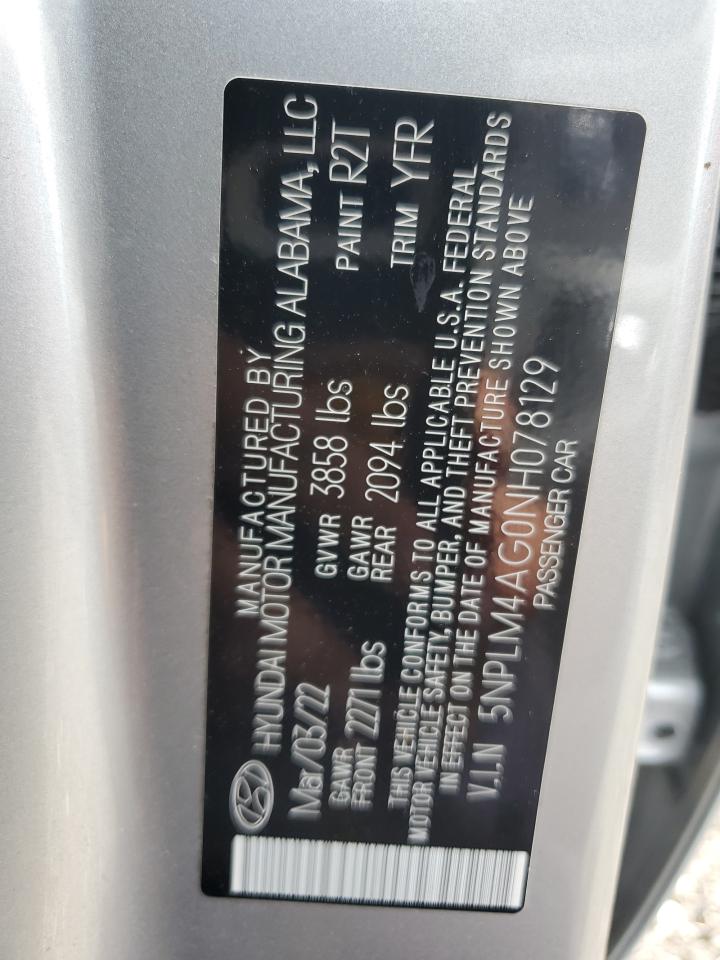 MANUFACTURED BY
HYUNDAI MOTOR MANUFACTURING ALABAMA, LLC
Mar/03/22 GVWR 3858 lbs PAINT R2T
GAWR FRONT 2271 lbs GAWR REAR 2094 lbs TRIM YFR
THIS VEHICLE CONFORMS TO ALL APPLICABLE U.S.A. FEDERAL
MOTOR VEHICLE SAFETY, BUMPER, AND THEFT PREVENTION STANDARDS
IN EFFECT ON THE DATE OF MANUFACTURE SHOWN ABOVE
V.I.N 5NPLM4AG0NH078129
PASSENGER CAR